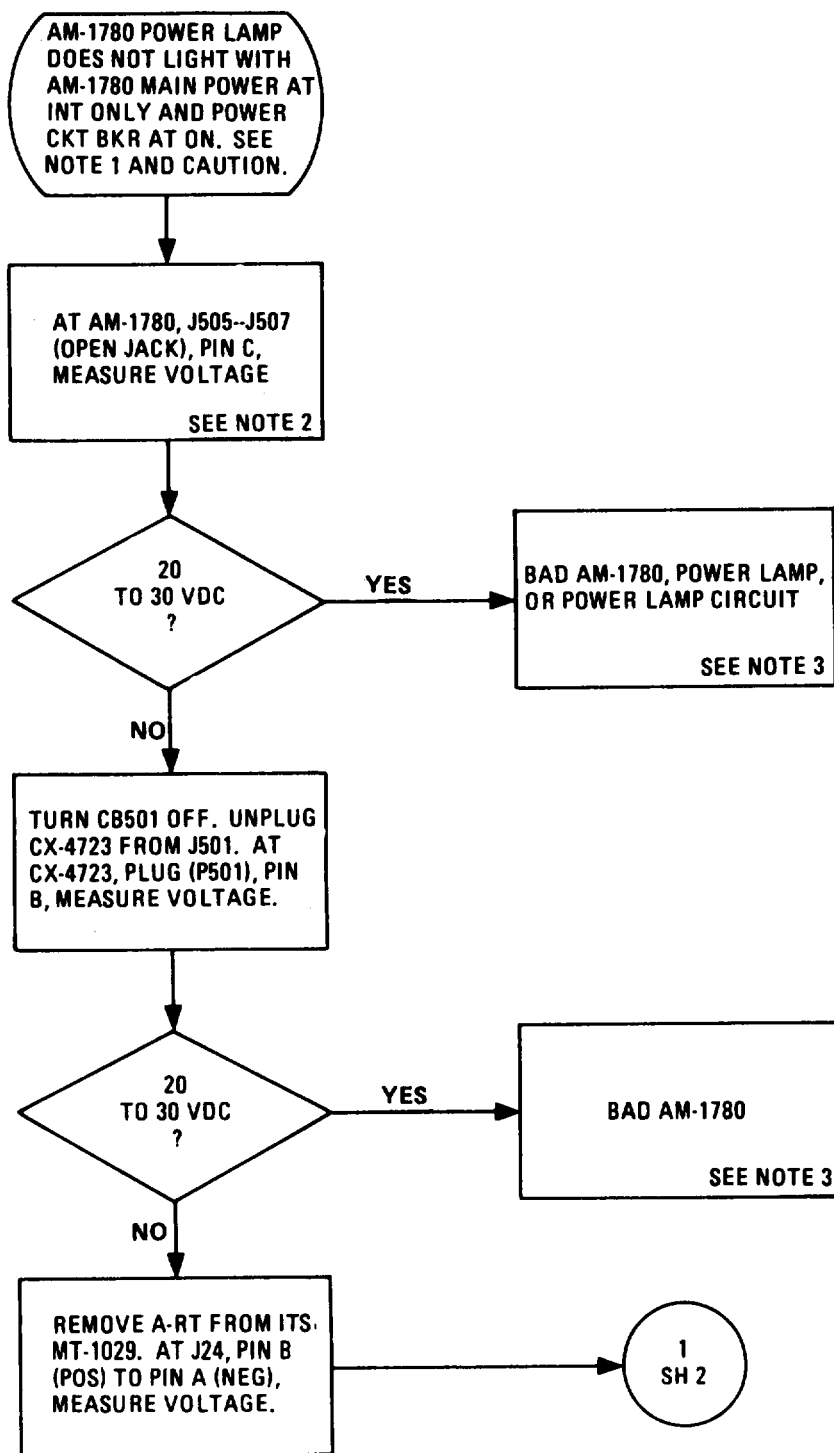 AM-1780 POWER LAMP
DOES NOT LIGHT WITH
AM-1780 MAIN POWER AT
INT ONLY AND POWER
CKT BKR AT ON. SEE
NOTE 1 AND CAUTION.
AT AM-1780, J505--J507
(OPEN JACK), PIN C,
MEASURE VOLTAGE
SEE NOTE 2
20
TO 30 VDC
?
YES
BAD AM-1780, POWER LAMP,
OR POWER LAMP CIRCUIT
SEE NOTE 3
NO
TURN CB501 OFF. UNPLUG
CX-4723 FROM J501. AT
CX-4723, PLUG (P501), PIN
B, MEASURE VOLTAGE.
20
TO 30 VDC
?
YES
BAD AM-1780
SEE NOTE 3
NO
REMOVE A-RT FROM ITS
MT-1029. AT J24, PIN B
(POS) TO PIN A (NEG),
MEASURE VOLTAGE.
1
SH 2